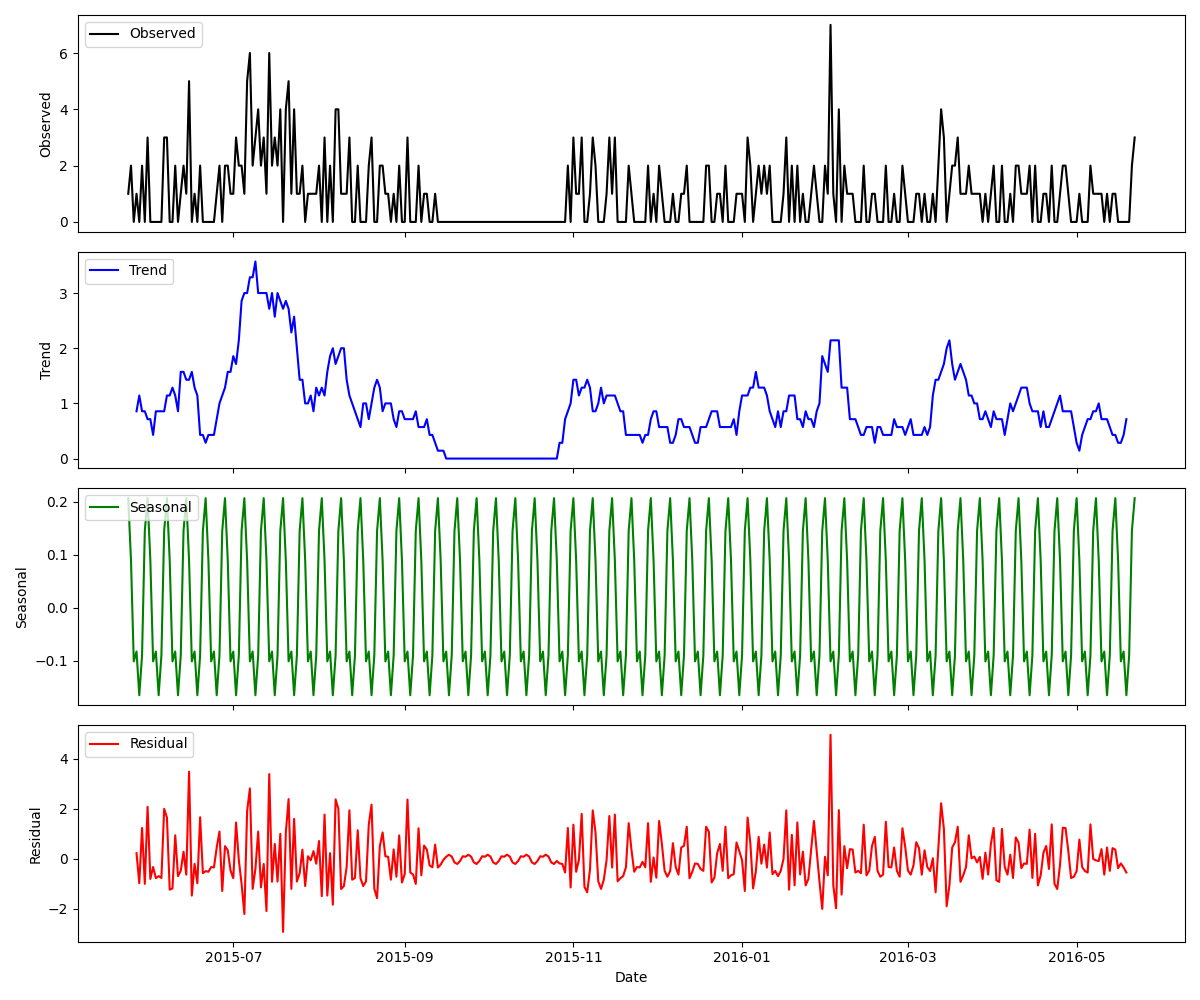 Observed
Observed
6
4
2
0
Trend
Trend
3
2
1
0
Seasonal
Seasonal
0.2
0.1
0.0
−0.1
Residual
Residual
4
2
0
−2
2015-07
2015-09
2015-11
2016-01
2016-03
2016-05
Date